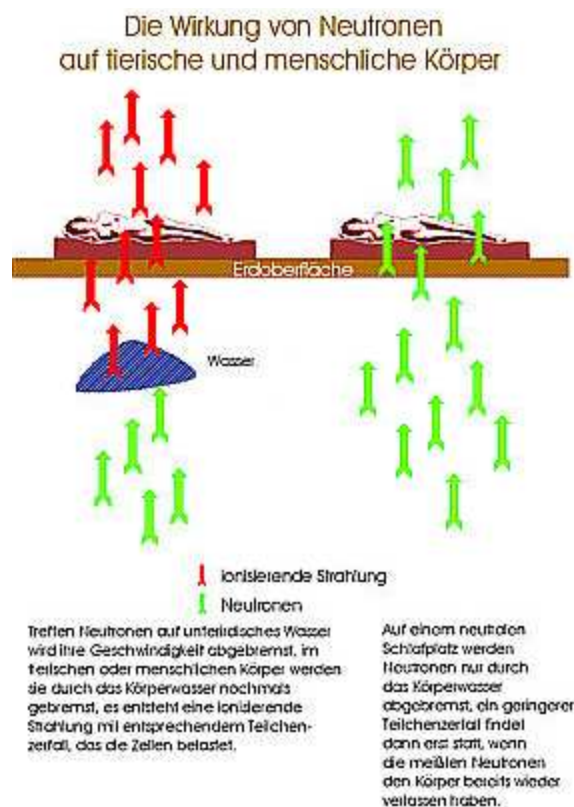 Die Wirkung von Neutronen
auf tierische und menschliche Körper
Erdoberfläche
Wasser
ionisierende Strahlung
Neutronen
Treffen Neutronen auf unterirdisches Wasser
wird ihre Geschwindigkeit abgebremst, im
tierischen oder menschlichen Körper werden
sie durch das Körperwasser nochmals
gebremst, es entsteht eine ionisierende
Strahlung mit entsprechendem Teilchen-
zerfall, das die Zellen belastet.
Auf einem neutralen
Schlafplatz werden
Neutronen nur durch
das Körperwasser
abgebremst, ein geringerer
Teilchenzerfall findet
dann erst statt, wenn
die meißten Neutronen
den Körper bereits wieder
verlassen haben.